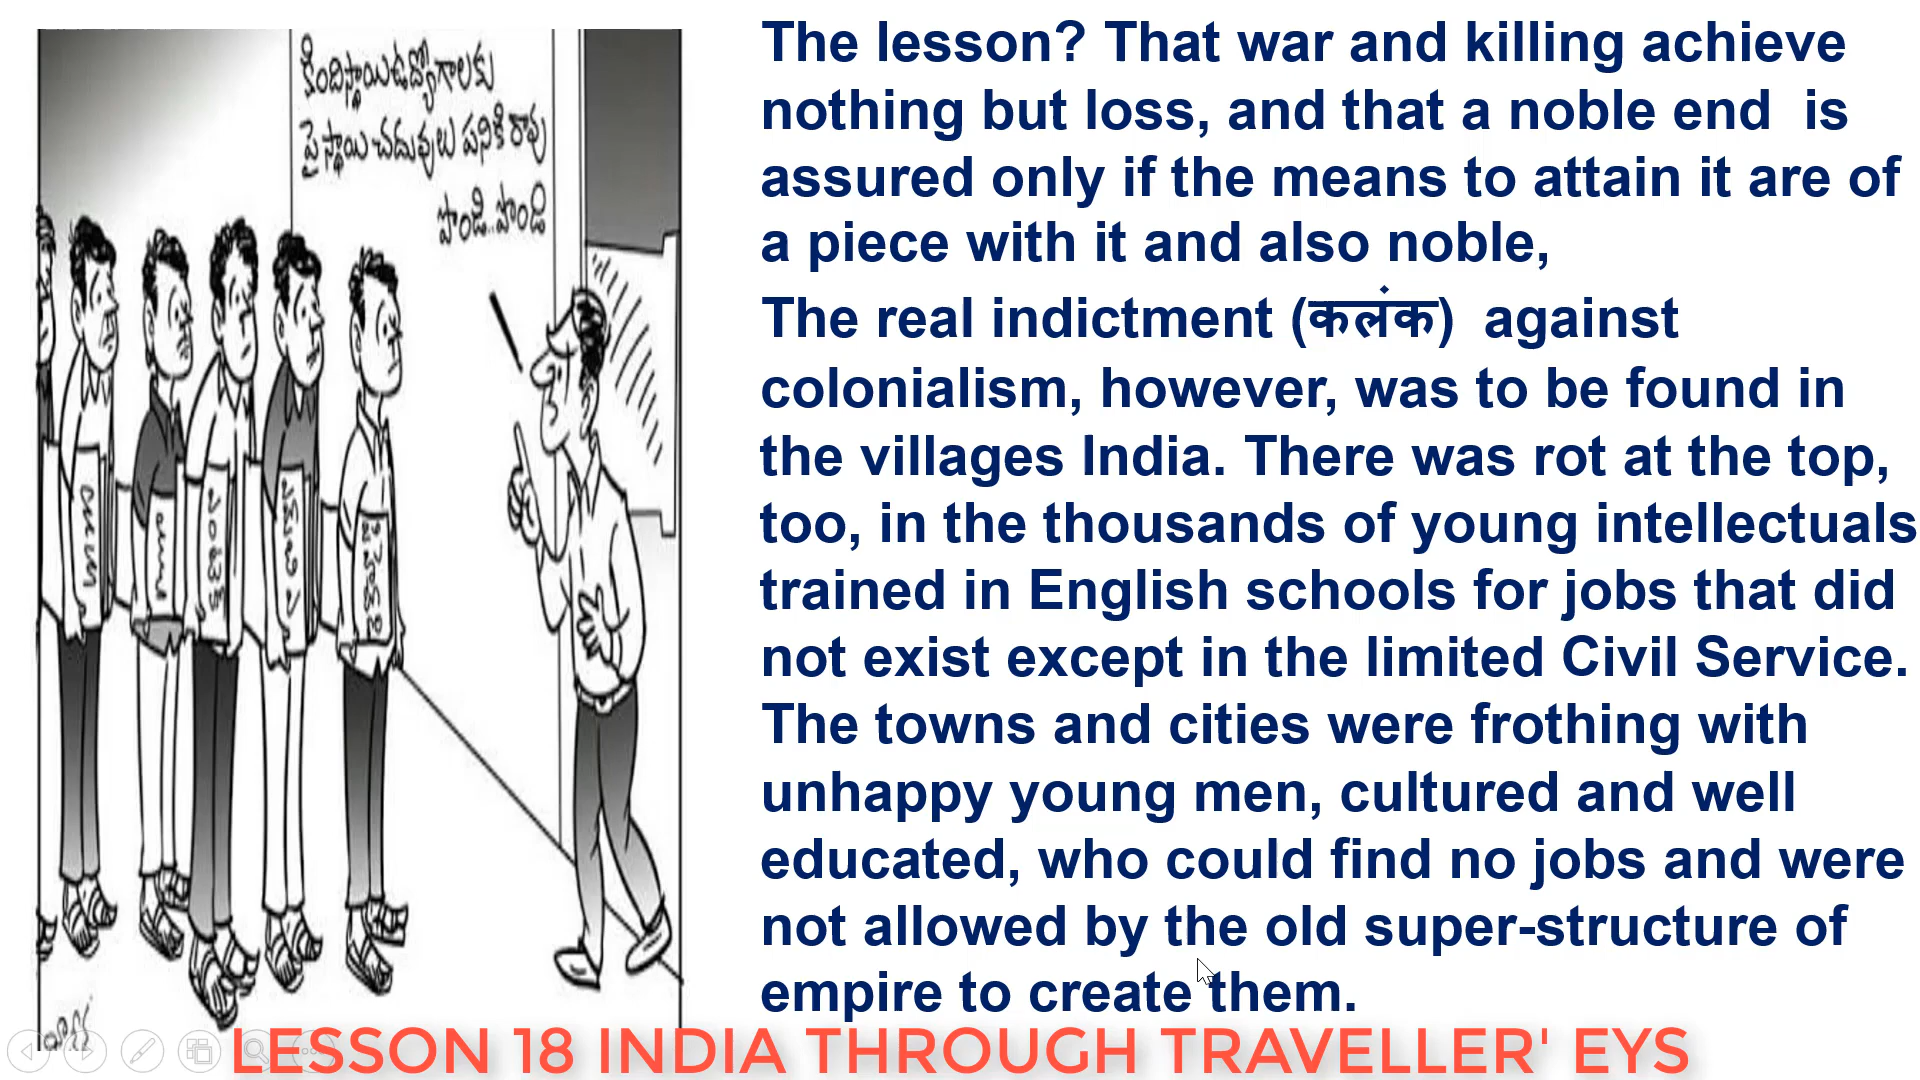 కిందిస్థాయి ఉద్యోగాలకు
పై స్థాయి చదువులు పనికి రావు
పొండి..పొండి
The lesson? That war and killing achieve
nothing but loss, and that a noble end  is
assured only if the means to attain it are of
a piece with it and also noble,
The real indictment (कलंक)  against
colonialism, however, was to be found in
the villages India. There was rot at the top,
too, in the thousands of young intellectuals
trained in English schools for jobs that did
not exist except in the limited Civil Service.
The towns and cities were frothing with
unhappy young men, cultured and well
educated, who could find no jobs and were
not allowed by the old super-structure of
empire to create them.
LESSON 18 INDIA THROUGH TRAVELLER' EYS